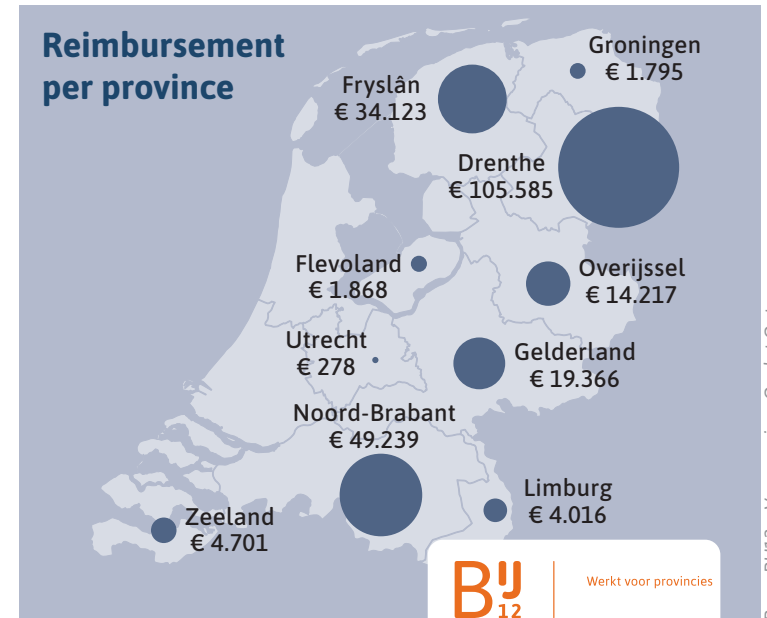 Reimbursement
per province
Groningen
€ 1.795
Fryslân
€ 34.123
Drenthe
€ 105.585
Flevoland
€ 1.868
Overijssel
€ 14.217
Utrecht
€ 278
Gelderland
€ 19.366
Noord-Brabant
€ 49.239
Limburg
€ 4.016
Zeeland
€ 4.701
BIJ
12
Werkt voor provincies